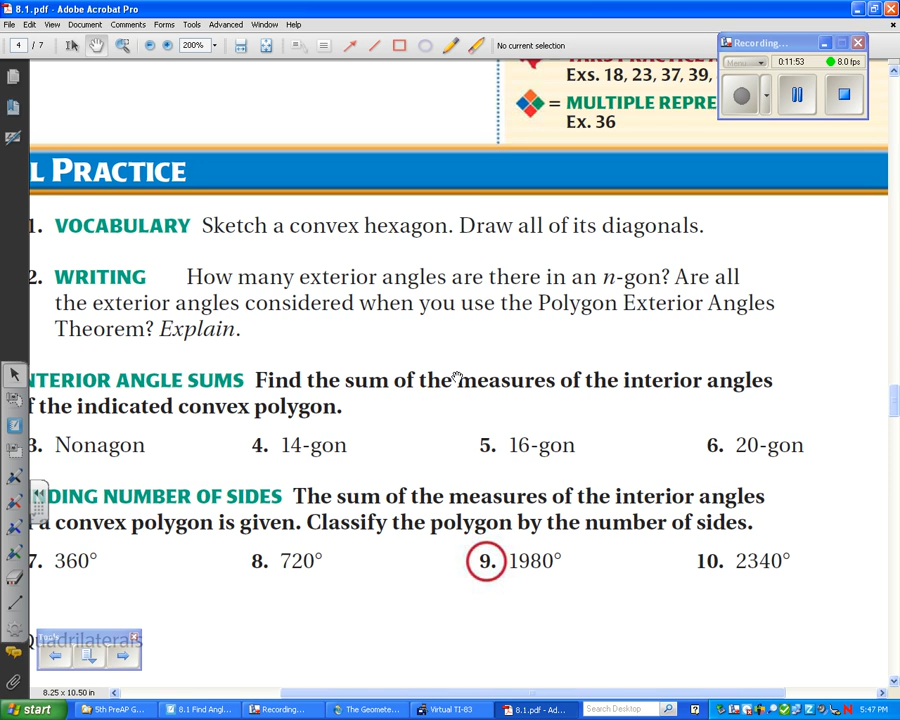 8.1.pdf - Adobe Acrobat Pro
File Edit View Document Comments Forms Tools Advanced Window Help
4 / 7 200% No current selection
Recording...
Menu 0:11:53 8.0 fps
Exs. 18, 23, 37, 39,
= MULTIPLE REPRE
Ex. 36
L PRACTICE
1. VOCABULARY Sketch a convex hexagon. Draw all of its diagonals.
2. WRITING How many exterior angles are there in an n-gon? Are all
the exterior angles considered when you use the Polygon Exterior Angles
Theorem? Explain.
NTERIOR ANGLE SUMS Find the sum of the measures of the interior angles
f the indicated convex polygon.
3. Nonagon 4. 14-gon 5. 16-gon 6. 20-gon
DING NUMBER OF SIDES The sum of the measures of the interior angles
a convex polygon is given. Classify the polygon by the number of sides.
7. 360° 8. 720° 9. 1980° 10. 2340°
Quadrilaterals
Tools
8.25 x 10.50 in
start 5th PreAP G... 8.1 Find Angl... Recording... The Geomete... Virtual TI-83 8.1.pdf - Ad... Search Desktop 5:47 PM